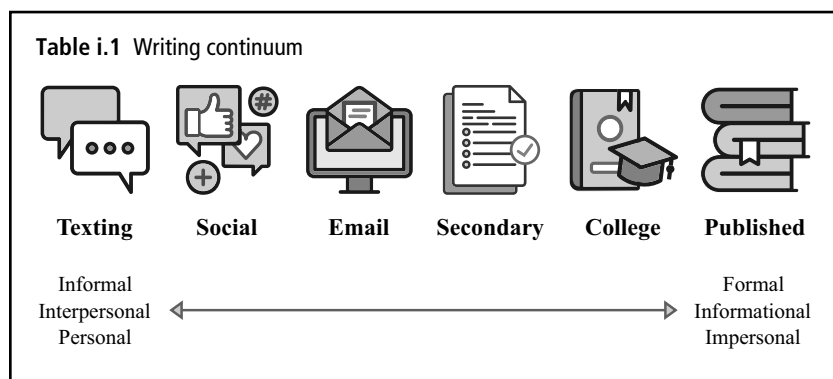 Table i.1 Writing continuum
#
Texting Social Email Secondary College Published
Informal Formal
Interpersonal Informational
Personal Impersonal